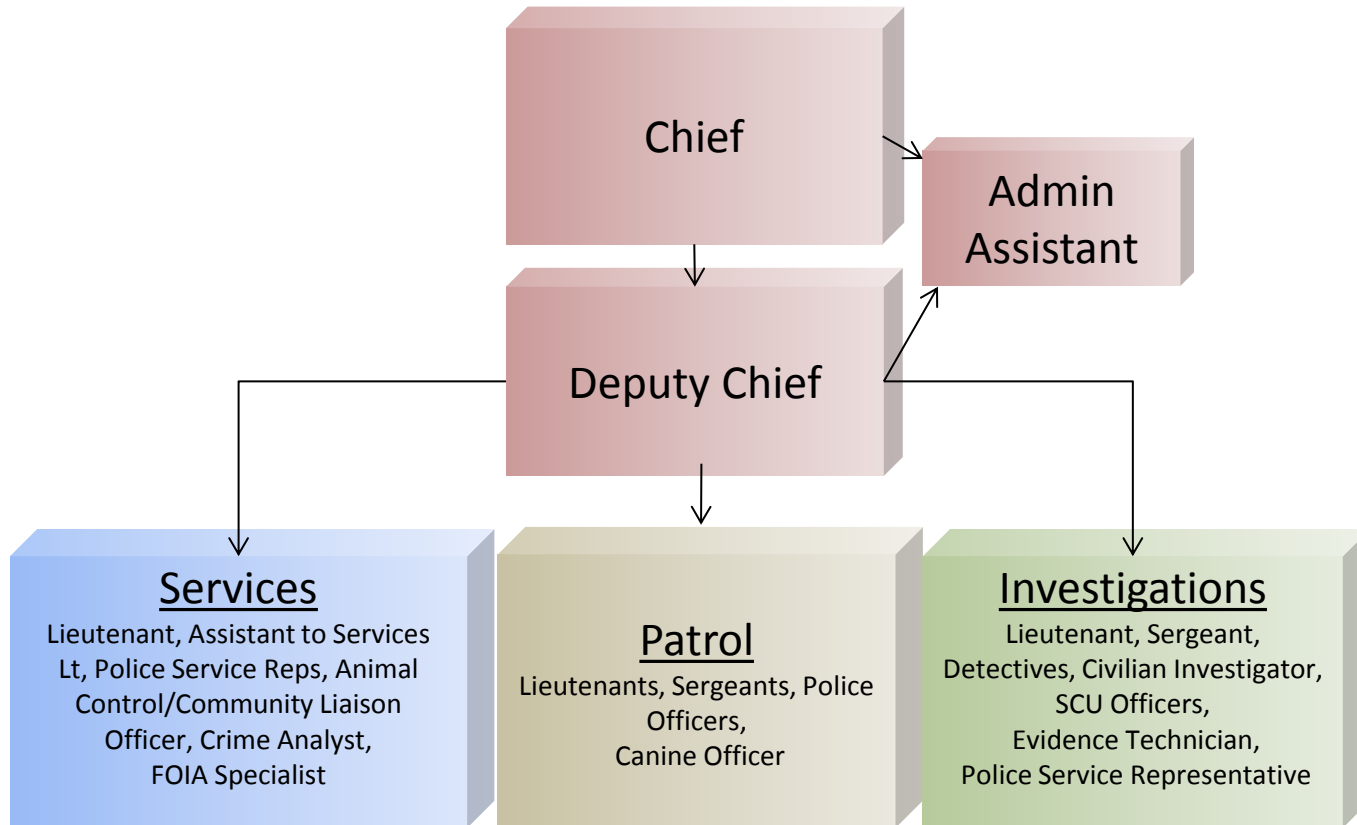 Chief
Admin
Assistant
Deputy Chief
Services
Lieutenant, Assistant to Services
Lt, Police Service Reps, Animal
Control/Community Liaison
Officer, Crime Analyst,
FOIA Specialist
Patrol
Lieutenants, Sergeants, Police
Officers,
Canine Officer
Investigations
Lieutenant, Sergeant,
Detectives, Civilian Investigator,
SCU Officers,
Evidence Technician,
Police Service Representative